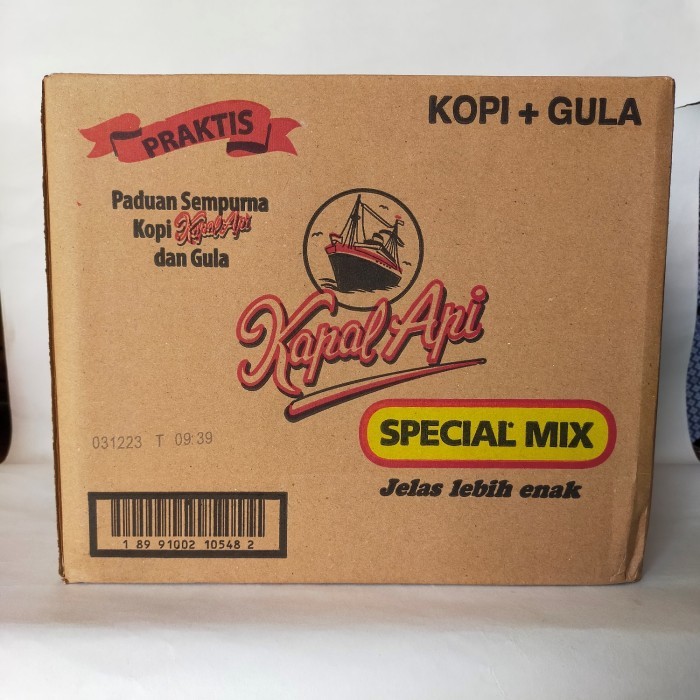 PRAKTIS
KOPI + GULA
Paduan Sempurna
Kopi Kapal Api
dan Gula
Kapal Api
SPECIAL MIX
Jelas lebih enak
031223 T 09:39
1 89 91002 10548 2